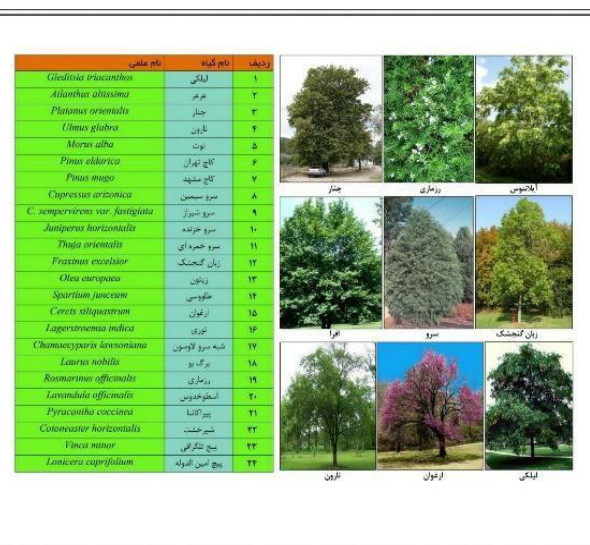 ردیف نام گیاه نام علمی
۱ لیلکی Gleditsia triacanthos
۲ عرعر Ailanthus altissima
۳ چنار Platanus orientalis
۴ نارون Ulmus glabra
۵ توت Morus alba
۶ کاج تهران Pinus eldarica
۷ کاج مشهد Pinus mugo
۸ سرو سیمین Cupressus arizonica
۹ سرو شیراز C. sempervirens var. fastigiata
۱۰ سرو خزنده Juniperus horizontalis
۱۱ سرو خمره ای Thuja orientalis
۱۲ زبان گنجشک Fraxinus excelsior
۱۳ زیتون Olea europaea
۱۴ طاووسی Spartium junceum
۱۵ ارغوان Cercis siliquastrum
۱۶ توری Lagerstroemia indica
۱۷ شبه سرو لاوسون Chamaecyparis lawsoniana
۱۸ برگ بو Laurus nobilis
۱۹ رزماری Rosmarinus officinalis
۲۰ اسطوخدوس Lavandula officinalis
۲۱ پیراکانتا Pyracantha coccinea
۲۲ شیرخشت Cotoneaster horizontalis
۲۳ پیچ تلگرافی Vinca minor
۲۴ پیچ امین الدوله Lonicera caprifolium
آیلانتوس رزماری چنار
زبان گنجشک سرو افرا
لیلکی ارغوان نارون